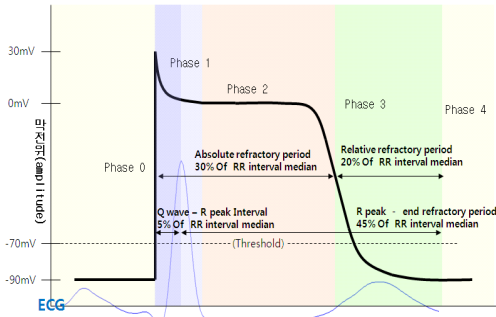 30mV
Phase 1
Phase 2
0mV
Phase 3
Phase 4
막전위(amplitude)
Phase 0
Absolute refractory period
30% Of RR interval median
Relative refractory period
20% Of RR interval median
Q wave – R peak Interval
5% Of RR interval median
R peak - end refractory period
45% Of RR interval median
-70mV
(Threshold)
-90mV
ECG